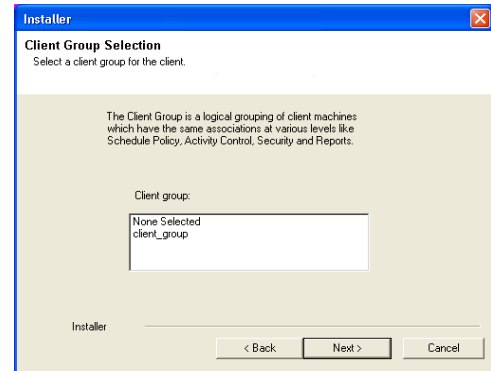 Installer
Client Group Selection
Select a client group for the client.
The Client Group is a logical grouping of client machines
which have the same associations at various levels like
Schedule Policy, Activity Control, Security and Reports.
Client group:
None Selected
client_group
Installer
< Back Next > Cancel